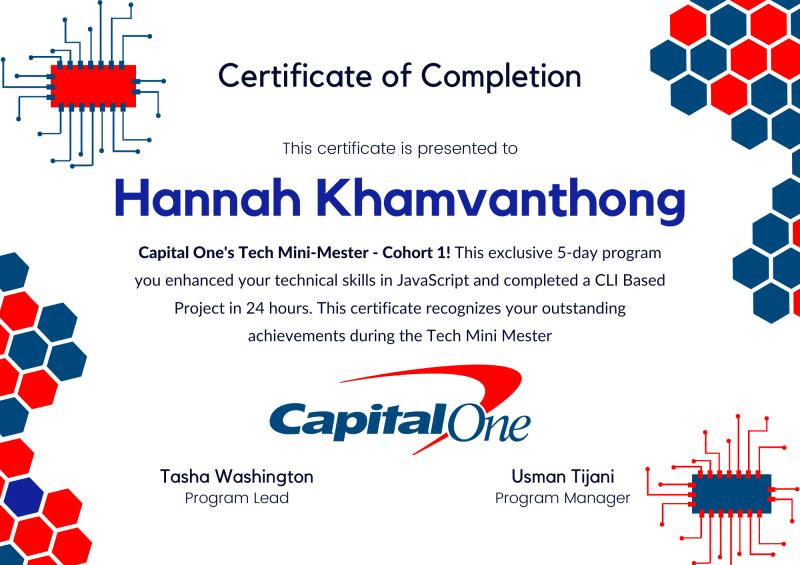 Certificate of Completion
This certificate is presented to
Hannah Khamvanthong
Capital One's Tech Mini-Mester - Cohort 1! This exclusive 5-day program
you enhanced your technical skills in JavaScript and completed a CLI Based
Project in 24 hours. This certificate recognizes your outstanding
achievements during the Tech Mini Mester
Capital One
Tasha Washington
Program Lead
Usman Tijani
Program Manager